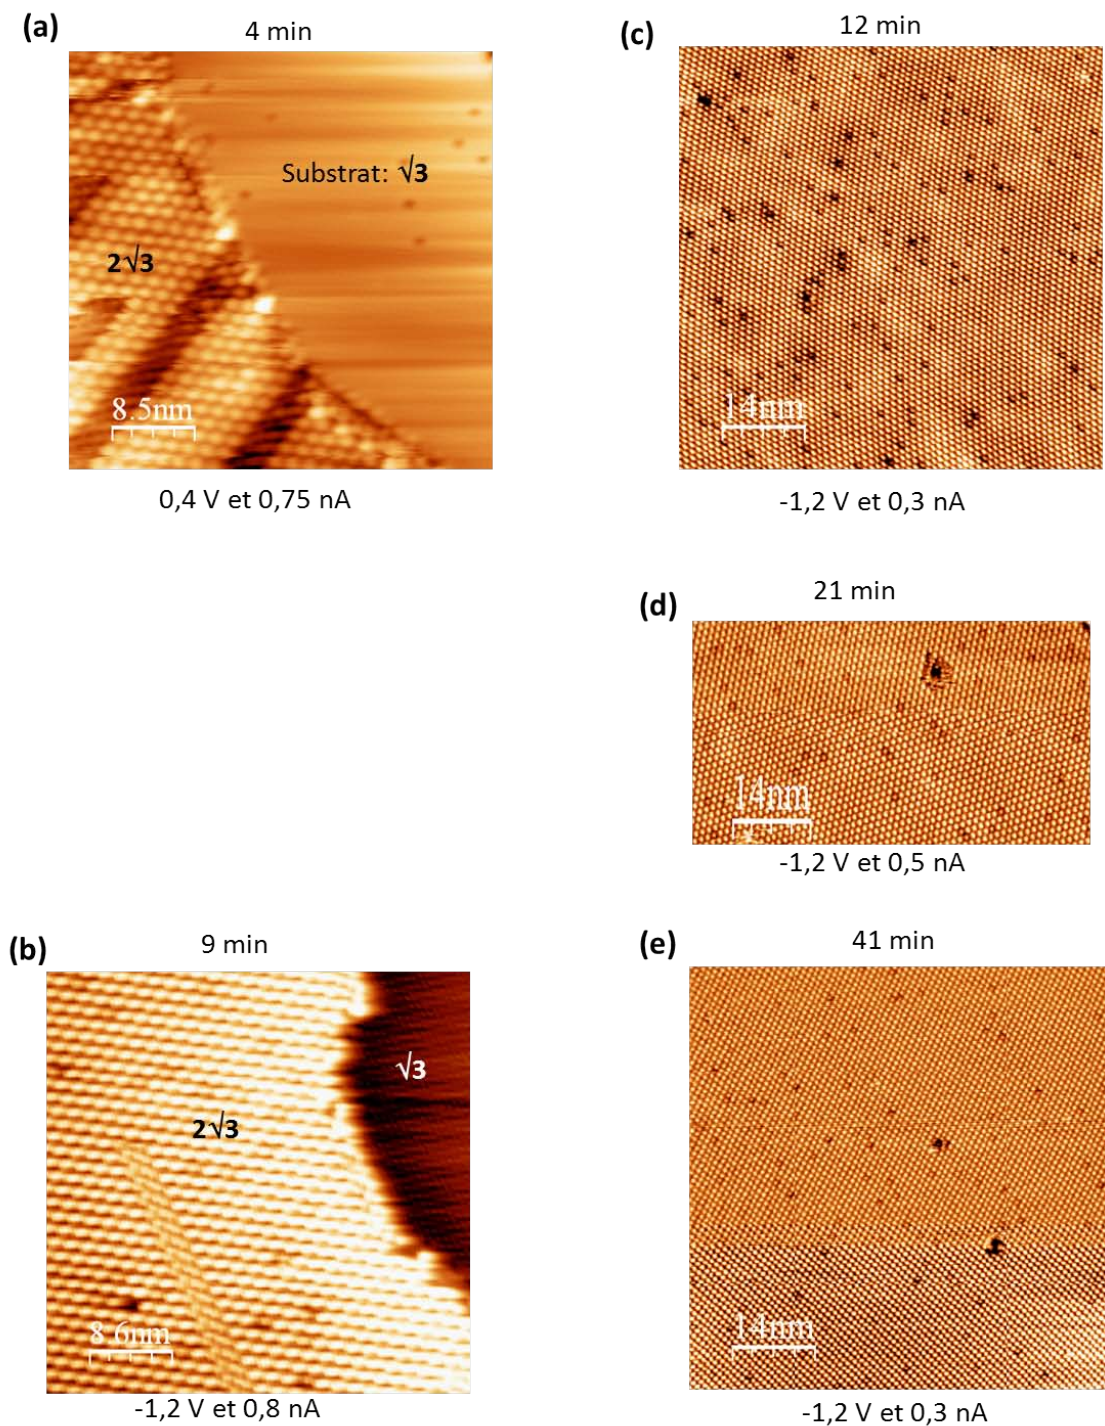 (a)
4 min
Substrat: √3
2√3
8.5nm
0,4 V et 0,75 nA
(b)
9 min
√3
2√3
8.6nm
-1,2 V et 0,8 nA
(c)
12 min
14nm
-1,2 V et 0,3 nA
(d)
21 min
14nm
-1,2 V et 0,5 nA
(e)
41 min
14nm
-1,2 V et 0,3 nA